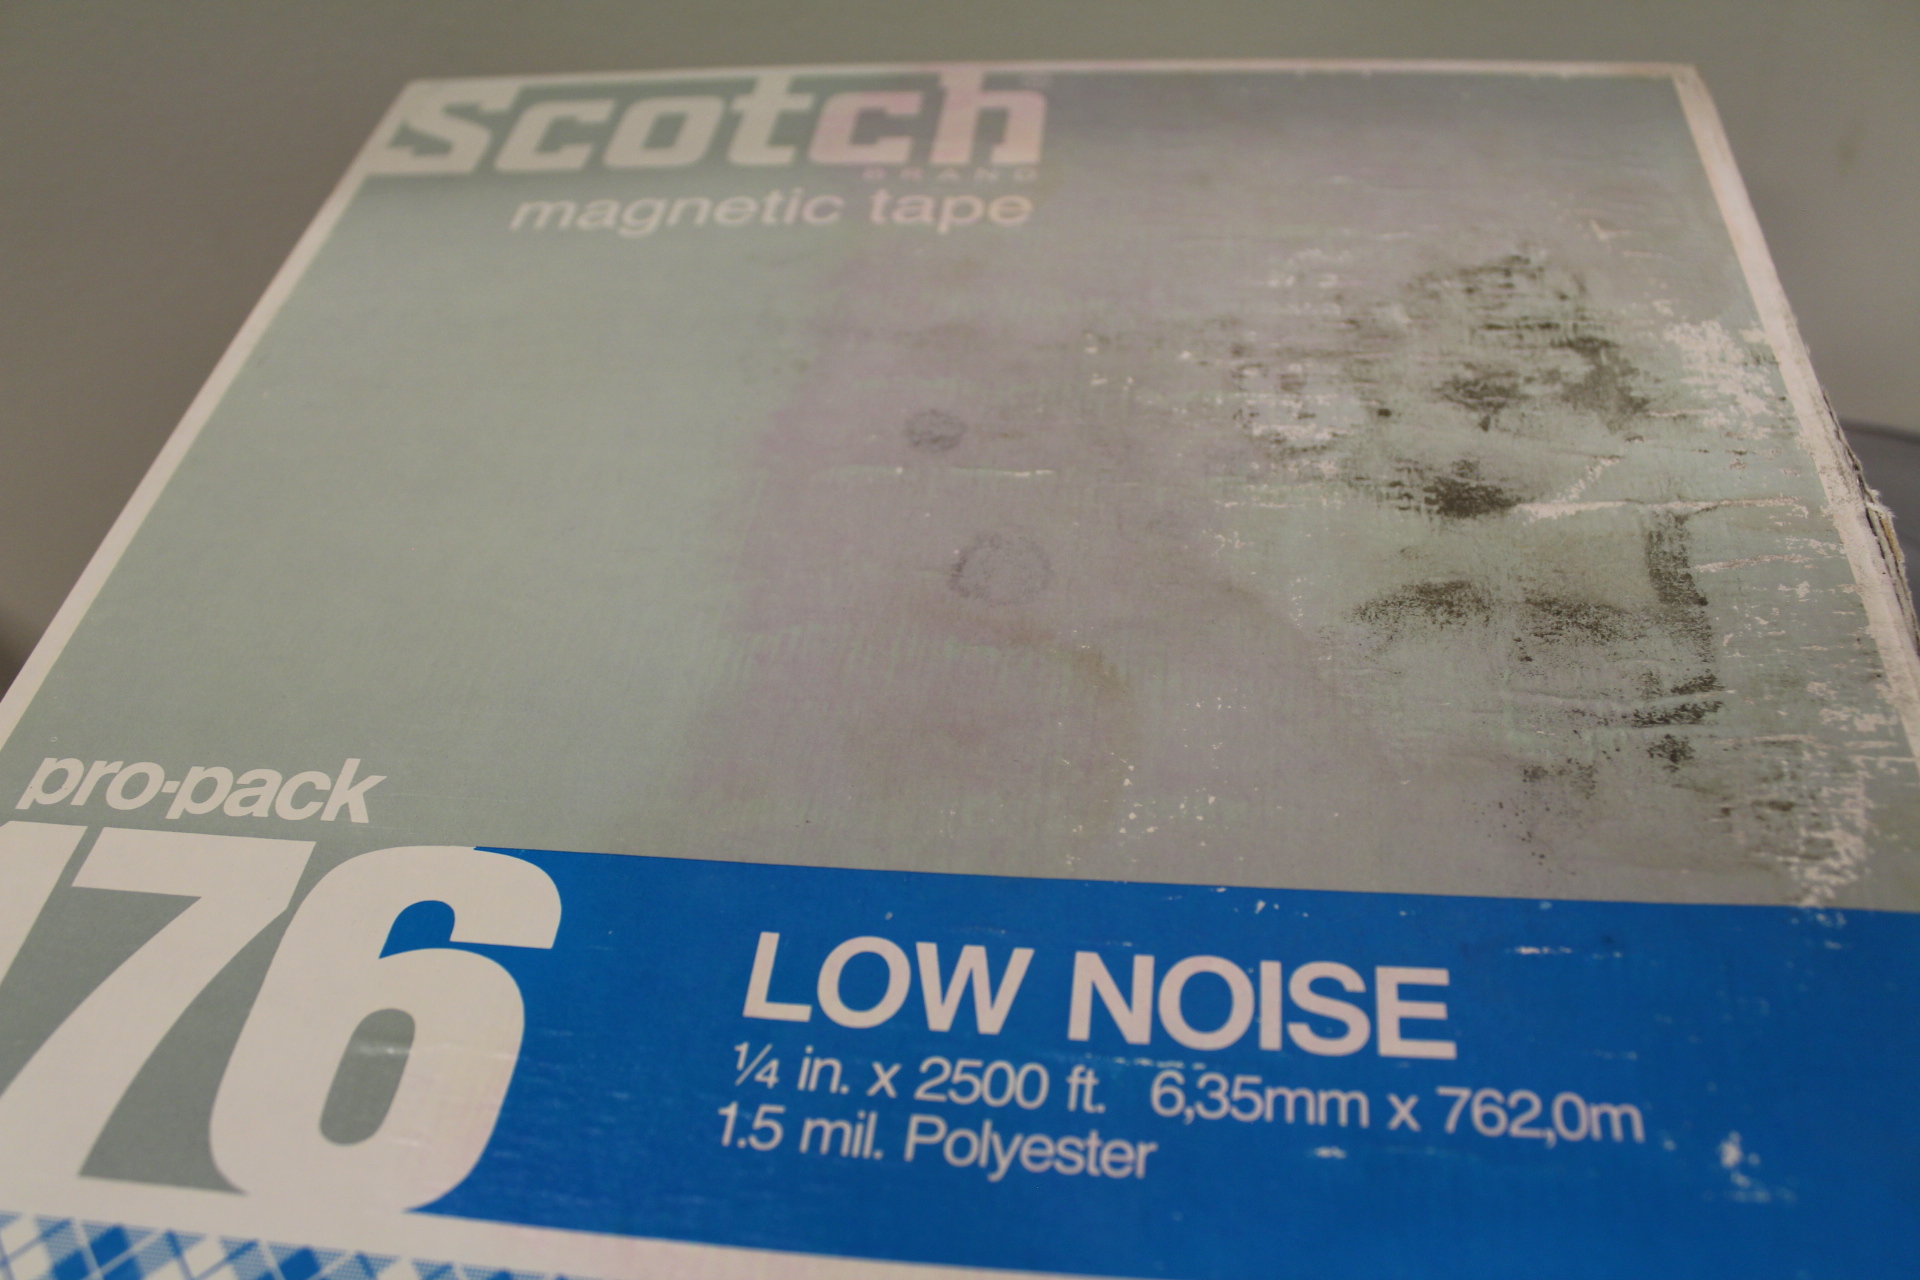 Scotch
BRAND
magnetic tape
pro-pack
176
LOW NOISE
¼ in. x 2500 ft. 6,35mm x 762,0m
1.5 mil. Polyester